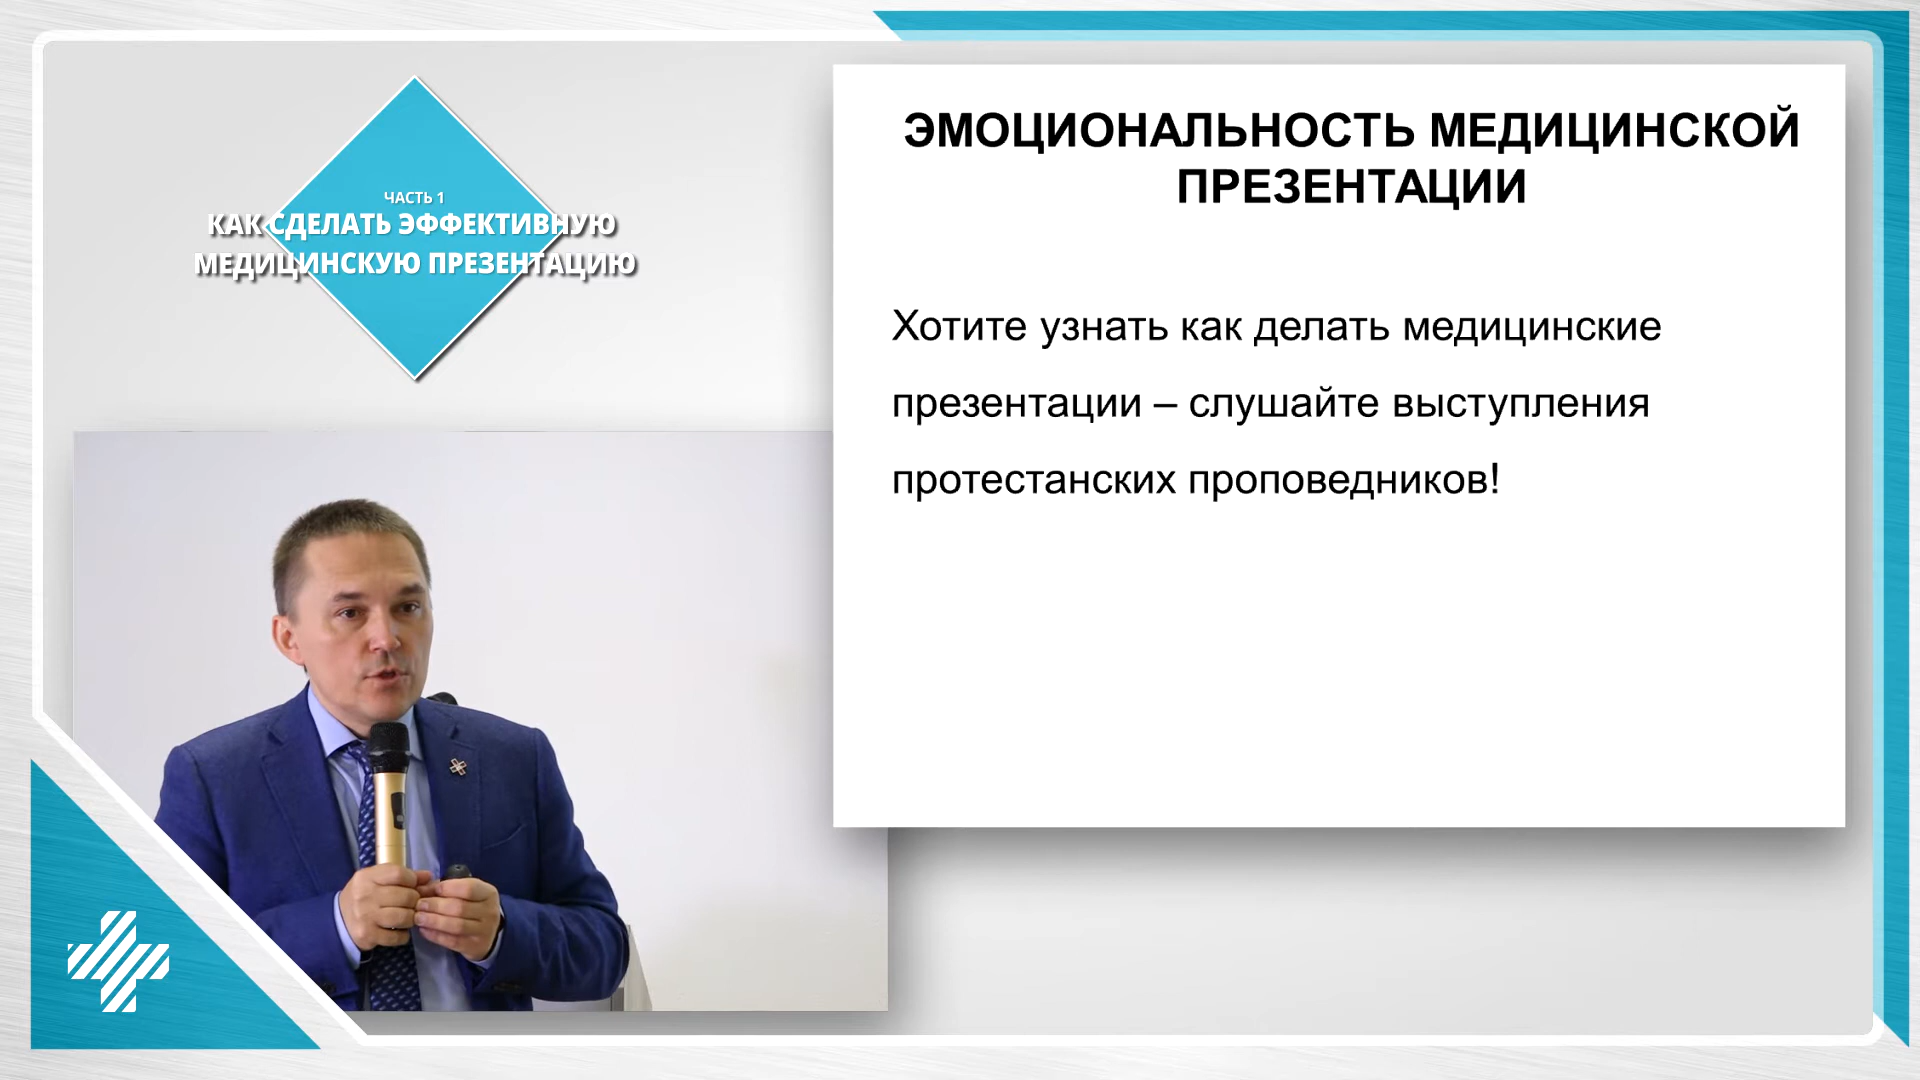 ЧАСТЬ 1
КАК СДЕЛАТЬ ЭФФЕКТИВНУЮ
МЕДИЦИНСКУЮ ПРЕЗЕНТАЦИЮ
ЭМОЦИОНАЛЬНОСТЬ МЕДИЦИНСКОЙ
ПРЕЗЕНТАЦИИ
Хотите узнать как делать медицинские
презентации – слушайте выступления
протестанских проповедников!